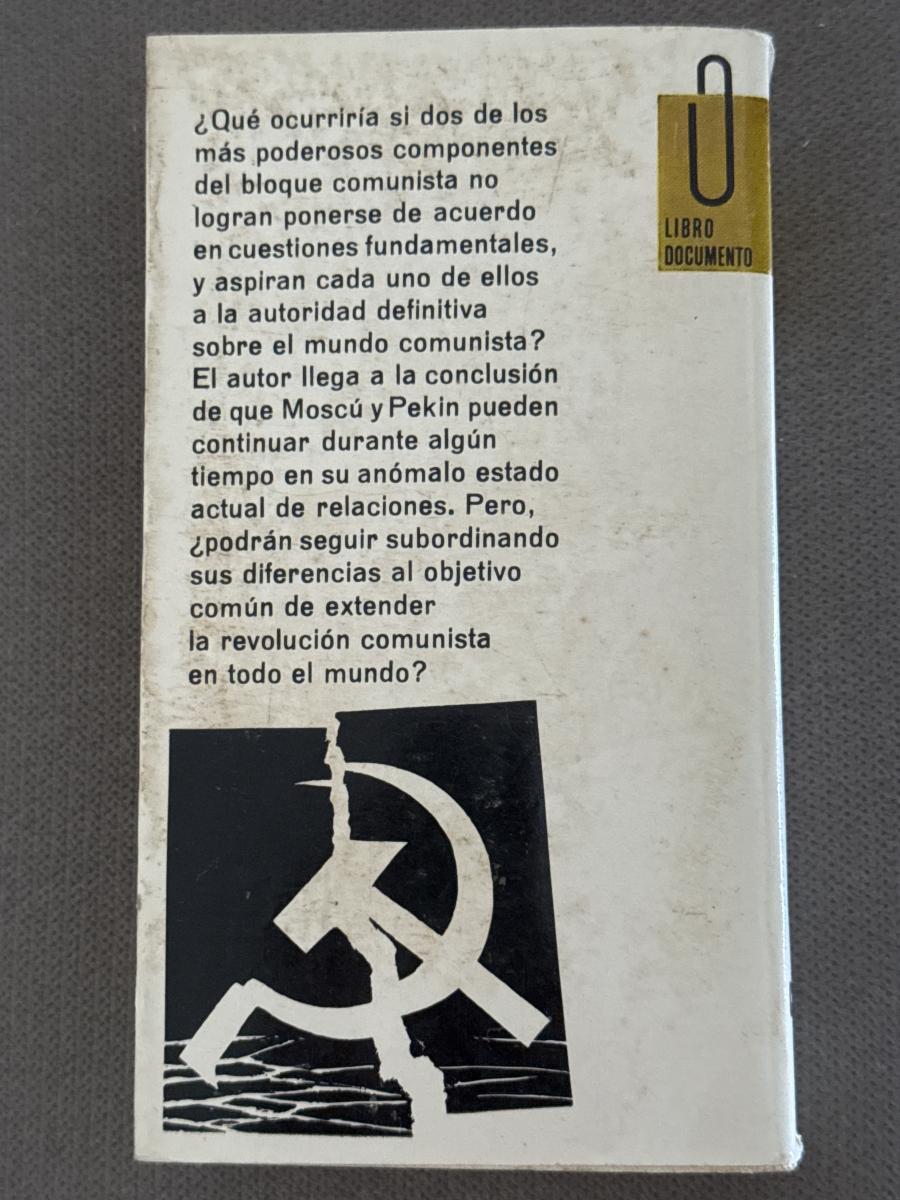 ¿Qué ocurriría si dos de los
más poderosos componentes
del bloque comunista no
logran ponerse de acuerdo
en cuestiones fundamentales,
y aspiran cada uno de ellos
a la autoridad definitiva
sobre el mundo comunista?
El autor llega a la conclusión
de que Moscú y Pekin pueden
continuar durante algún
tiempo en su anómalo estado
actual de relaciones. Pero,
¿podrán seguir subordinando
sus diferencias al objetivo
común de extender
la revolución comunista
en todo el mundo?
LIBRO
DOCUMENTO